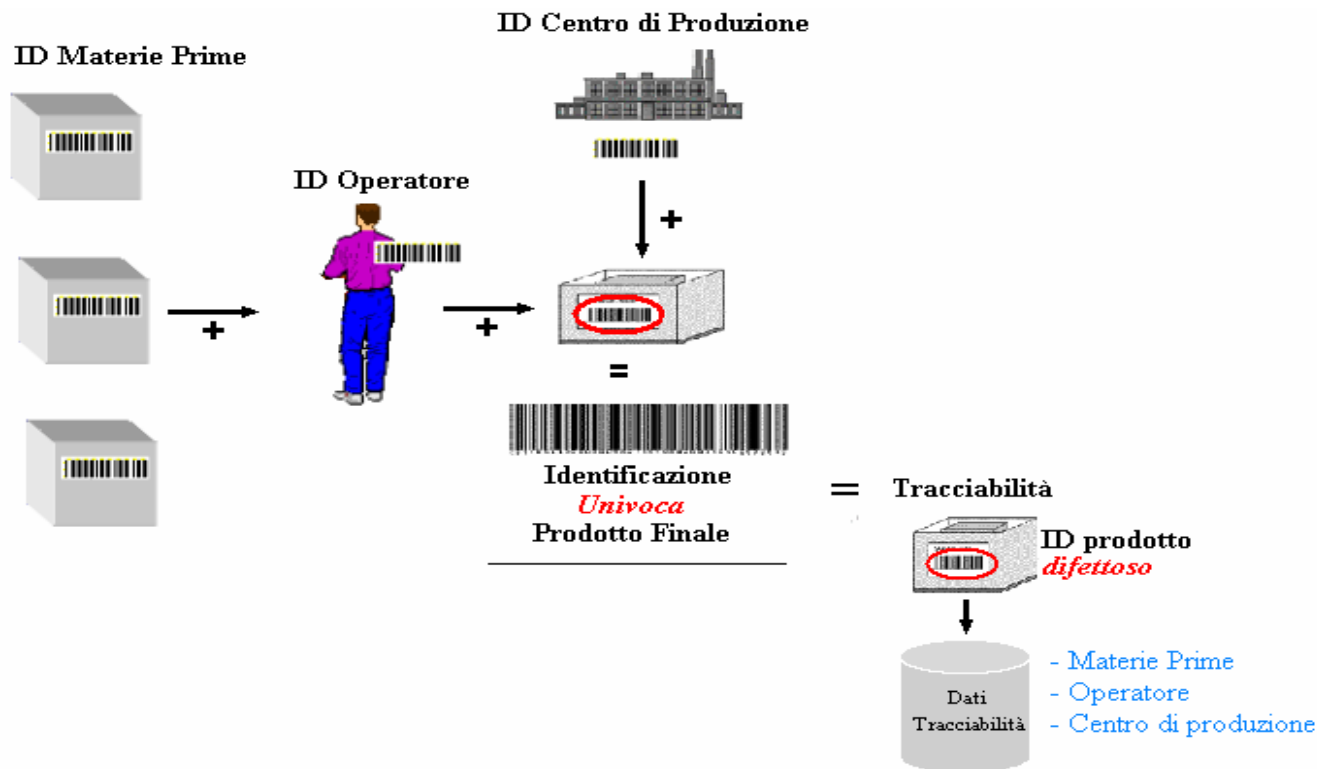 ID Centro di Produzione
ID Materie Prime
ID Operatore
+
+
+
=
Identificazione
Univoca
Prodotto Finale
=
Tracciabilità
ID prodotto
difettoso
Dati
Tracciabilità
- Materie Prime
- Operatore
- Centro di produzione